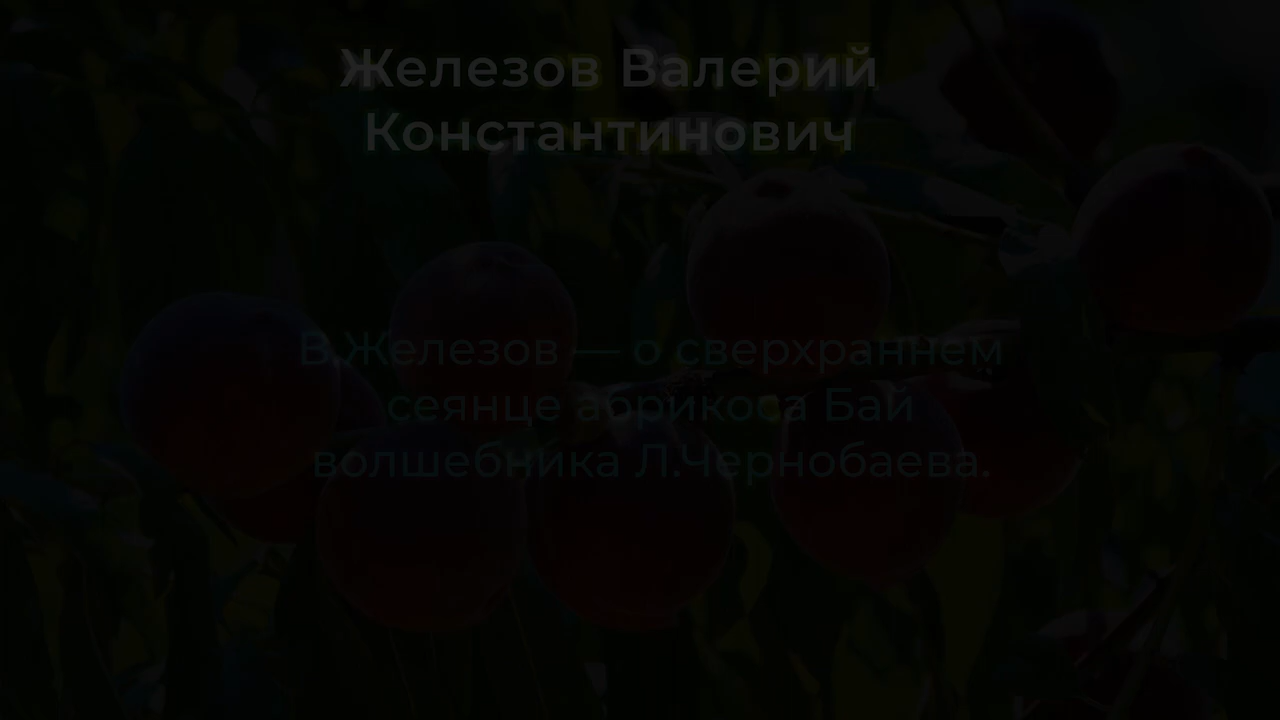 Железов Валерий
Константинович
В.Железов — о сверхраннем
сеянце абрикоса Бай
волшебника Л.Чернобаева.